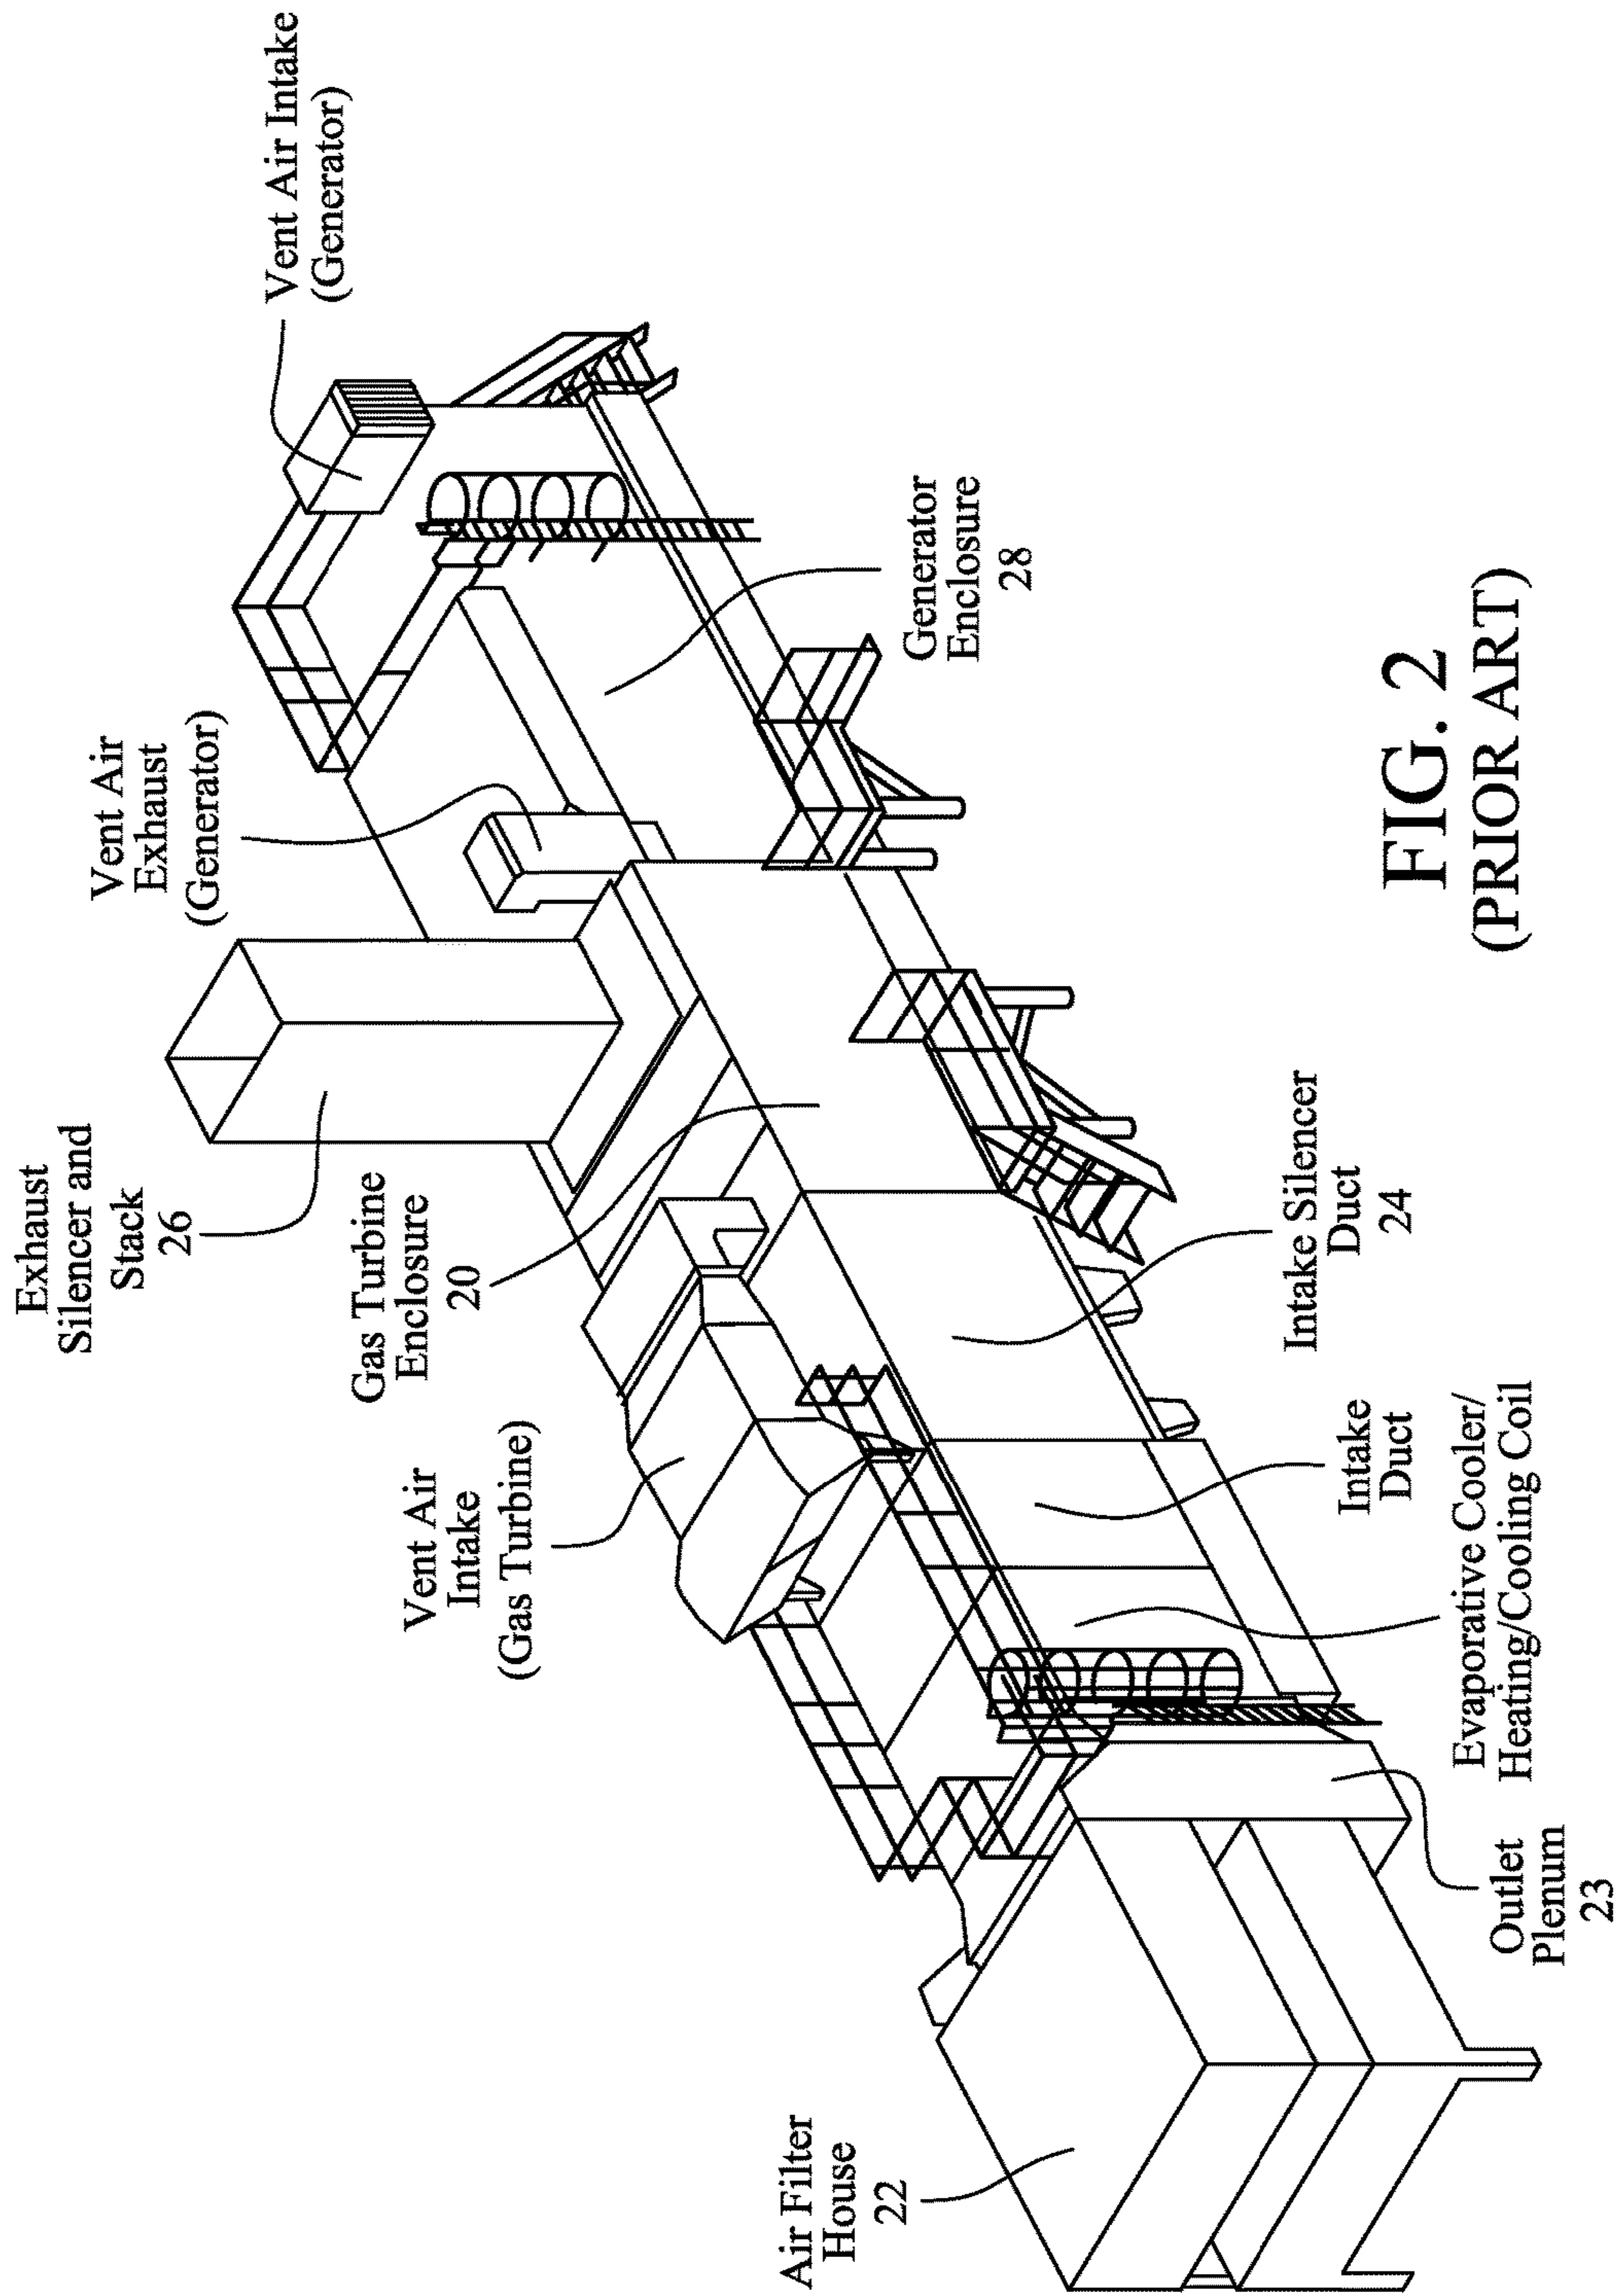 Air Filter
House
22
Vent Air
Intake
(Gas Turbine)
Gas Turbine
Enclosure
20
Exhaust
Silencer and
Stack
26
Vent Air
Exhaust
(Generator)
Vent Air Intake
(Generator)
Generator
Enclosure
28
Intake Silencer
Duct
24
Intake
Duct
Evaporative Cooler/
Heating/Cooling Coil
Outlet
Plenum
23
FIG. 2
(PRIOR ART)